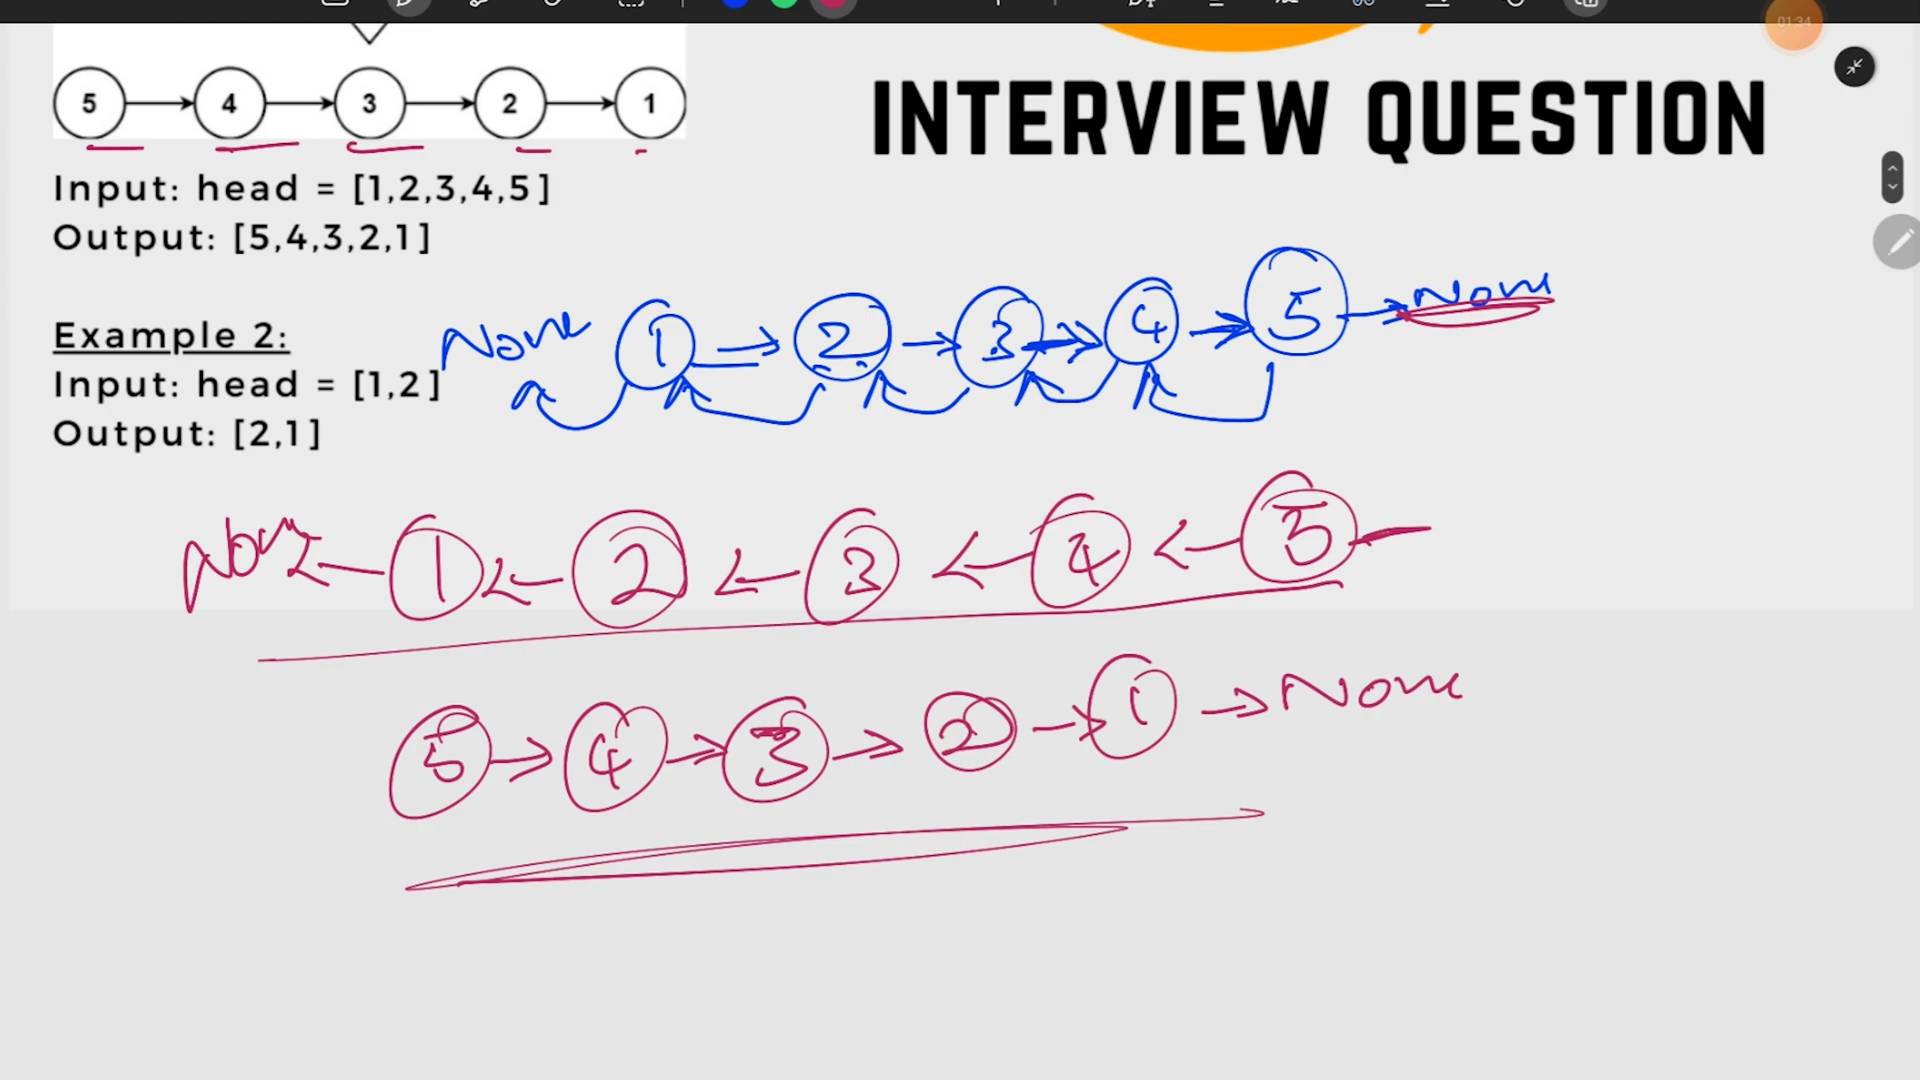 01:34
5 4 3 2 1
INTERVIEW QUESTION
Input: head = [1,2,3,4,5]
Output: [5,4,3,2,1]
Example 2:
Input: head = [1,2]
Output: [2,1]
None 1 2 3 4 5 None
None 1 2 3 4 5
5 4 3 2 1 None